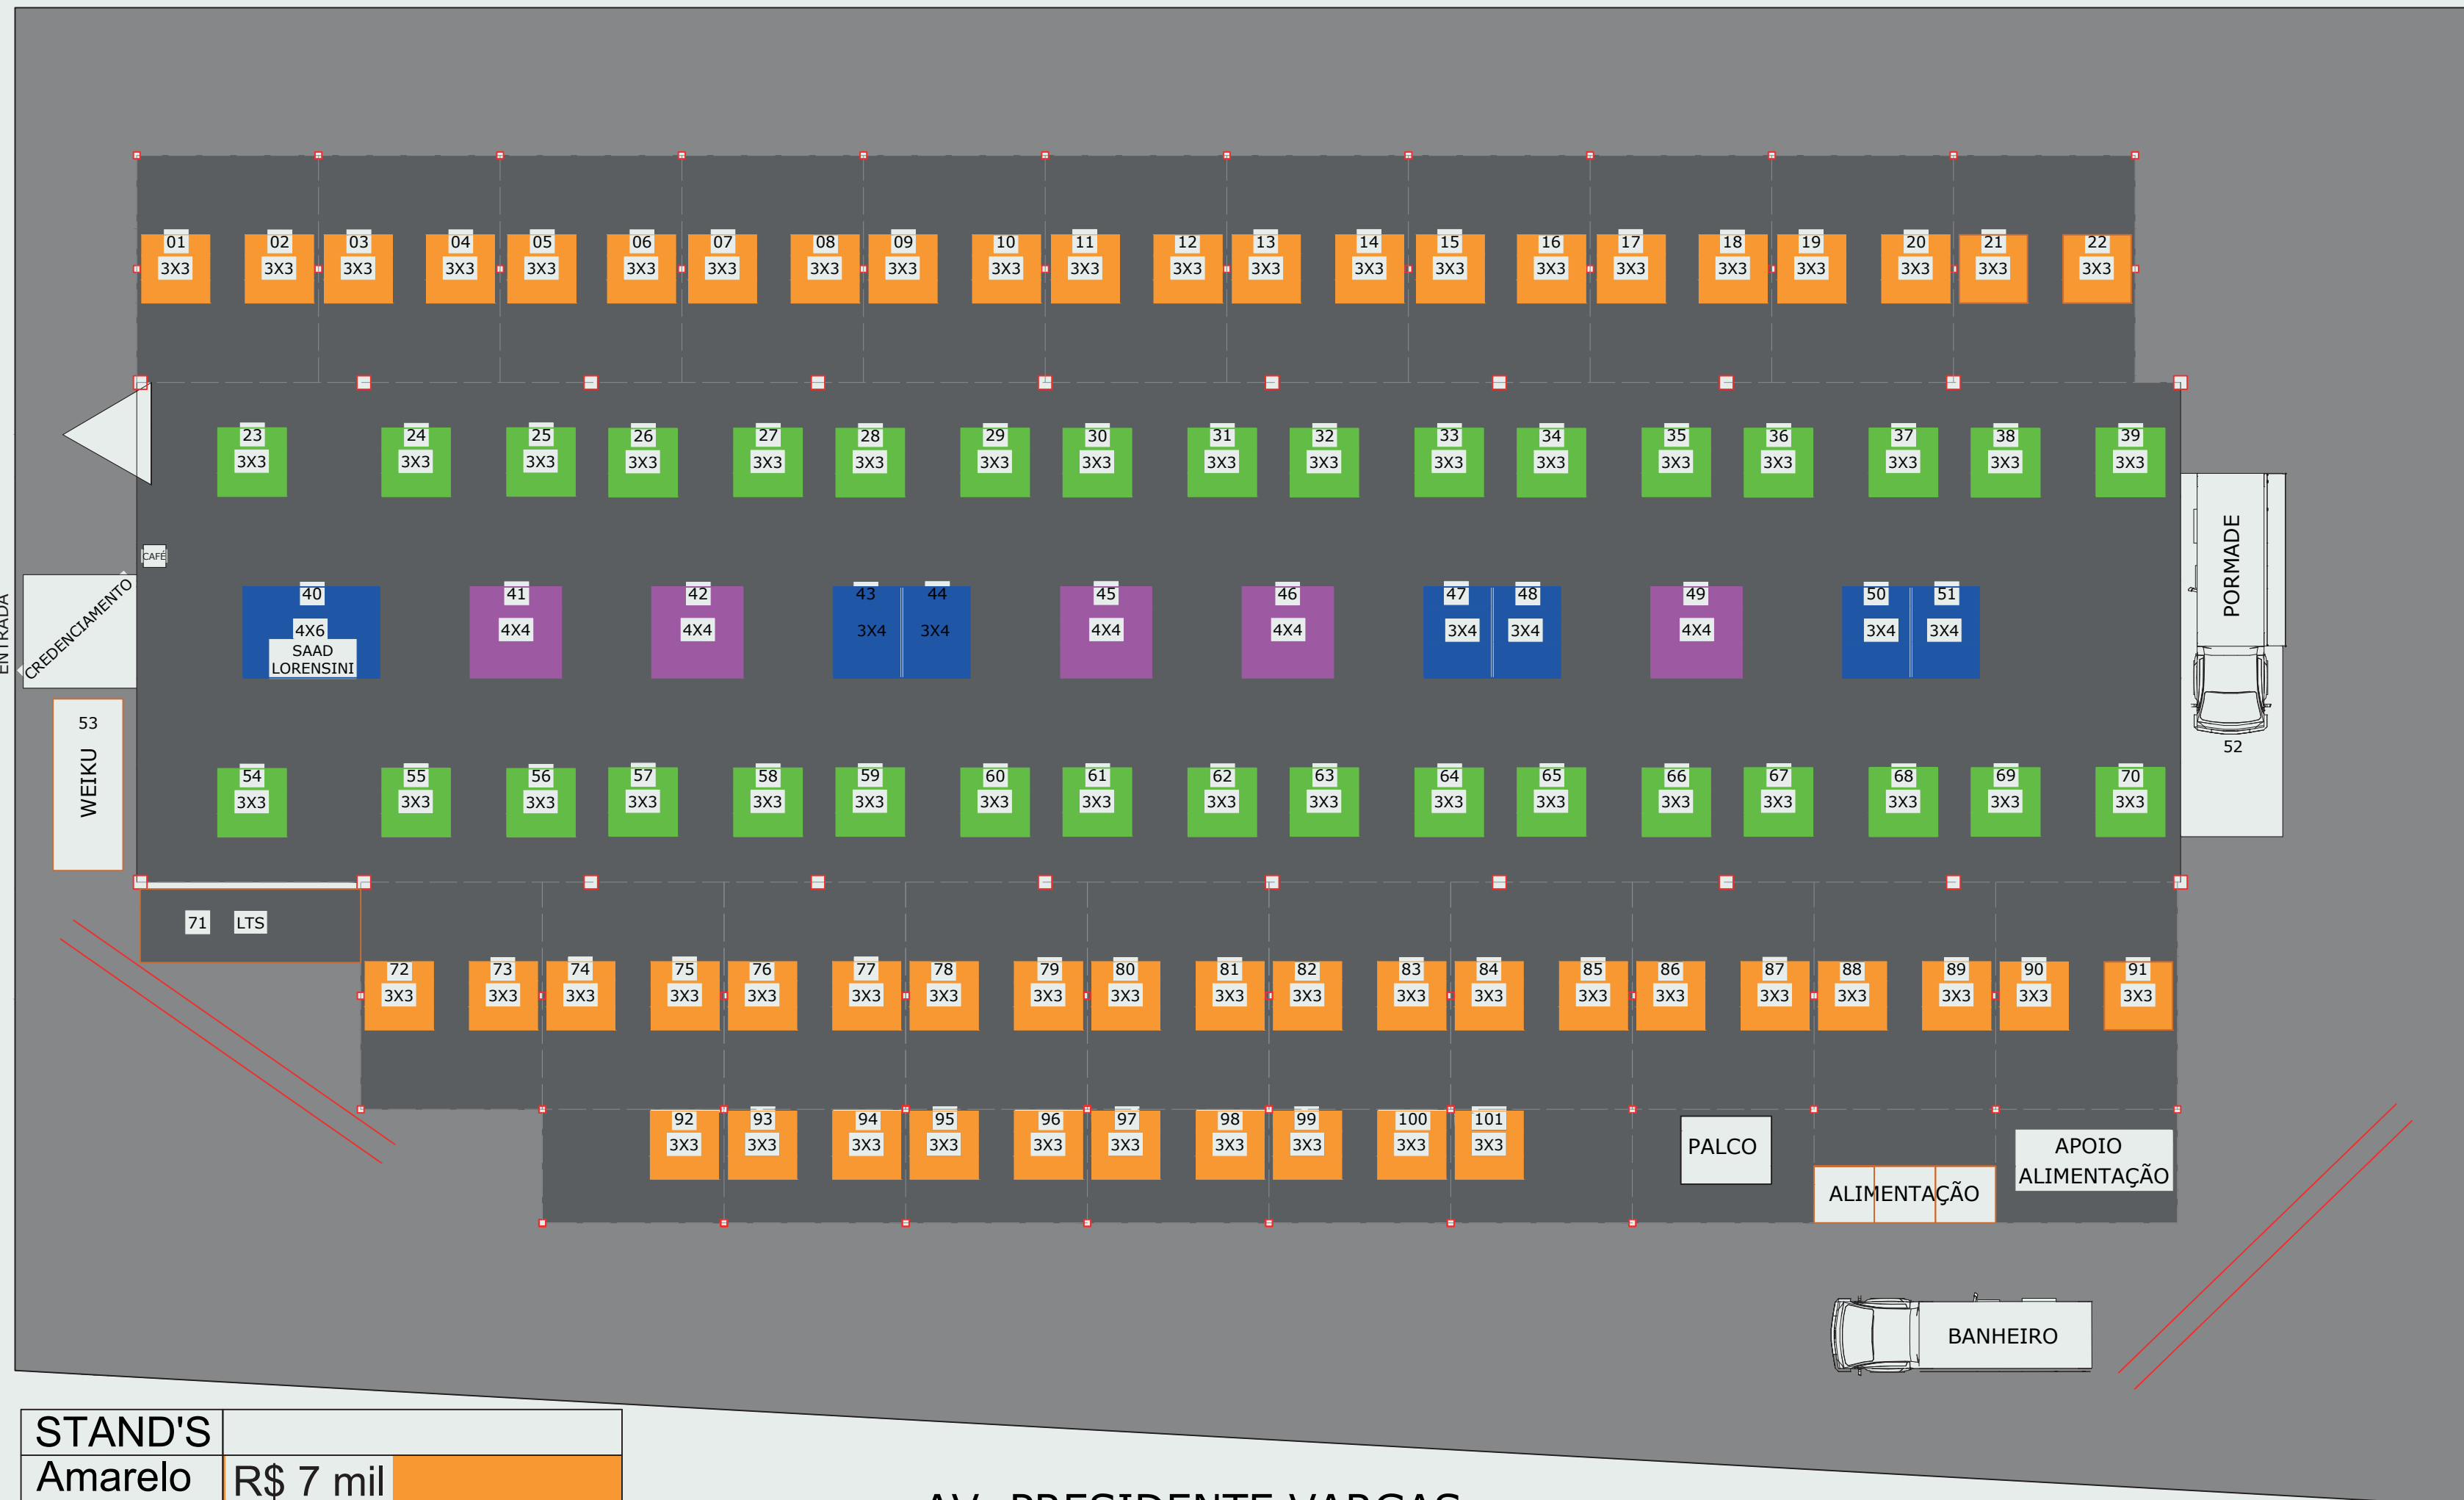 01 02 03 04 05 06 07 08 09 10 11 12 13 14 15 16 17 18 19 20 21 22
3X3 3X3 3X3 3X3 3X3 3X3 3X3 3X3 3X3 3X3 3X3 3X3 3X3 3X3 3X3 3X3 3X3 3X3 3X3 3X3 3X3 3X3
23 24 25 26 27 28 29 30 31 32 33 34 35 36 37 38 39
3X3 3X3 3X3 3X3 3X3 3X3 3X3 3X3 3X3 3X3 3X3 3X3 3X3 3X3 3X3 3X3 3X3
CAFÉ
PORMADE
52
ENTRADA
CREDENCIAMENTO
40 41 42 43 44 45 46 47 48 49 50 51
4X6 4X4 4X4 3X4 3X4 4X4 4X4 3X4 3X4 4X4 3X4 3X4
SAAD
LORENSINI
53
WEIKU
54 55 56 57 58 59 60 61 62 63 64 65 66 67 68 69 70
3X3 3X3 3X3 3X3 3X3 3X3 3X3 3X3 3X3 3X3 3X3 3X3 3X3 3X3 3X3 3X3 3X3
71 LTS
72 73 74 75 76 77 78 79 80 81 82 83 84 85 86 87 88 89 90 91
3X3 3X3 3X3 3X3 3X3 3X3 3X3 3X3 3X3 3X3 3X3 3X3 3X3 3X3 3X3 3X3 3X3 3X3 3X3 3X3
92 93 94 95 96 97 98 99 100 101
3X3 3X3 3X3 3X3 3X3 3X3 3X3 3X3 3X3 3X3
PALCO
APOIO
ALIMENTAÇÃO
ALIMENTAÇÃO
BANHEIRO
STAND'S
Amarelo R$ 7 mil
AV. PRESIDENTE VARGAS